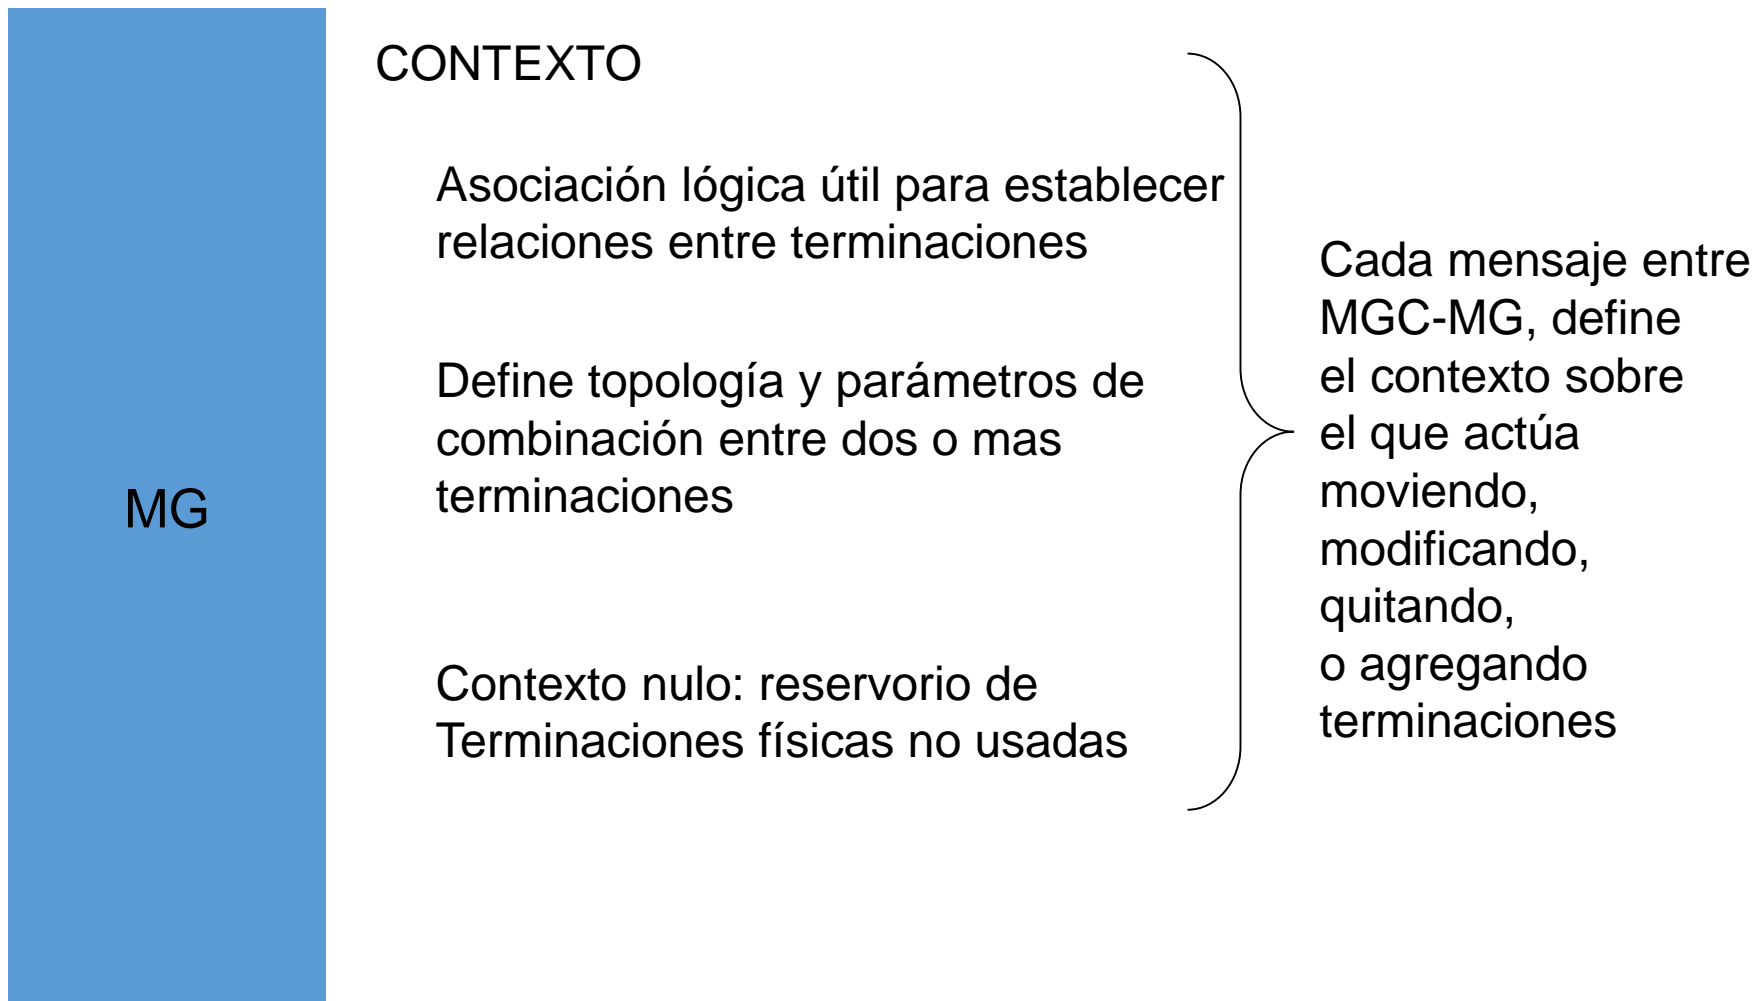 MG
CONTEXTO
Asociación lógica útil para establecer
relaciones entre terminaciones
Define topología y parámetros de
combinación entre dos o mas
terminaciones
Contexto nulo: reservorio de
Terminaciones físicas no usadas
Cada mensaje entre
MGC-MG, define
el contexto sobre
el que actúa
moviendo,
modificando,
quitando,
o agregando
terminaciones